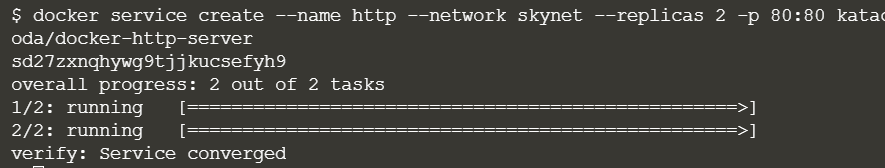 $ docker service create --name http --network skynet --replicas 2 -p 80:80 katac
oda/docker-http-server
sd27zxnqhywg9tjjkucsefyh9
overall progress: 2 out of 2 tasks
1/2: running   [==================================================>]
2/2: running   [==================================================>]
verify: Service converged